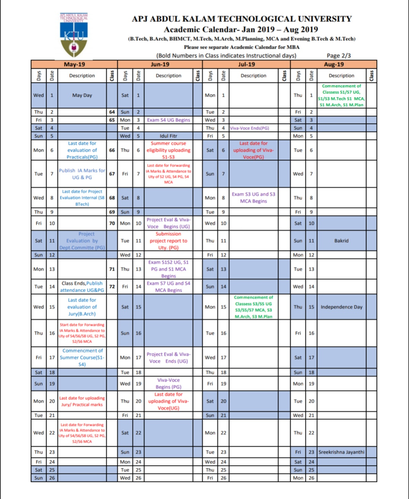 APJ ABDUL KALAM TECHNOLOGICAL UNIVERSITY
Academic Calendar- Jan 2019 – Aug 2019
(B.Tech, B.Arch, BHMCT, M.Tech, M.Arch, M.Planning, MCA and Evening B.Tech & M.Tech)
Please see separate Academic Calendar for MBA
(Bold Numbers in Class indicates Instructional days) Page 2/3
Days Dates May-19 Class Days Dates Jun-19 Class Days Dates Jul-19 Class Days Dates Aug-19 Class
Description Description Description Description
Wed 1 May Day Sat 1 Mon 1 Thu 1 Commencement of Classes S1/S7 UG, S1/S3 M.Tech S1 MCA, S1 M.Arch, S1 M.Plan
Thu 2 64 Sun 2 Tue 2 Fri 2
Fri 3 65 Mon 3 Exam S4 UG Begins Wed 3 Sat 3
Sat 4 Tue 4 Thu 4 Viva-Voce Ends(PG) Sun 4
Sun 5 Wed 5 Idul Fitr Fri 5 Mon 5
Mon 6 Last date for evaluation of Practicals(PG) 66 Thu 6 Summer course eligibility uploading S1-S3 Sat 6 Last date for uploading of Viva-Voce(PG) Tue 6
Tue 7 Publish IA Marks for UG & PG 67 Fri 7 Last date for Forwarding IA Marks & Attendance to Uty of S2 UG, S4 PG, S4 MCA Sun 7 Wed 7
Wed 8 Last date for Project Evaluation internal (S8 BTech) 68 Sat 8 Mon 8 Exam S3 UG and S3 MCA Begins Thu 8
Thu 9 69 Sun 9 Tue 9 Fri 9
Fri 10 70 Mon 10 Project Eval & Viva-Voce Begins (UG) Wed 10 Sat 10
Sat 11 Project Evaluation by Dept.Committee (PG) Tue 11 Submission project report to Uty. (PG) Thu 11 Sun 11 Bakrid
Sun 12 Wed 12 Fri 12 Mon 12
Mon 13 71 Thu 13 Exam S1S2 UG, S1 PG and S1 MCA Begins Sat 13 Tue 13
Tue 14 Class Ends,Publish attendance UG&PG 72 Fri 14 Exam S7 UG and S4 MCA Begins Sun 14 Wed 14
Wed 15 Last date for evaluation of Jury(B.Arch) Sat 15 Mon 15 Commencement of Classess S3/S5 UG S3/S5/S7 MCA, S3 M.Arch, S3 M.Plan Thu 15 Independence Day
Thu 16 Start date for Forwarding IA Marks & Attendance to Uty of S4/S6/S8 UG, S2 PG, S2/S6 MCA Sun 16 Tue 16 Fri 16
Fri 17 Commencment of Summer Course(S1-S4) Mon 17 Project Eval & Viva-Voce Ends (UG) Wed 17 Sat 17
Sat 18 Tue 18 Thu 18 Sun 18
Sun 19 Wed 19 Viva-Voce Begins (PG) Fri 19 Mon 19
Mon 20 Last date for uploading Jury/ Practical marks Thu 20 Last date for uploading of Viva-Voce(UG) Sat 20 Tue 20
Tue 21 Fri 21 Sun 21 Wed 21
Wed 22 Last date for Forwarding IA Marks & Attendance to Uty of S4/S6/S8 UG, S2 PG, S2/S6 MCA Sat 22 Mon 22 Thu 22
Thu 23 Sun 23 Tue 23 Fri 23 Sreekrishna Jayanthi
Fri 24 Mon 24 Wed 24 Sat 24
Sat 25 Tue 25 Thu 25 Sun 25
Sun 26 Wed 26 Fri 26 Mon 26